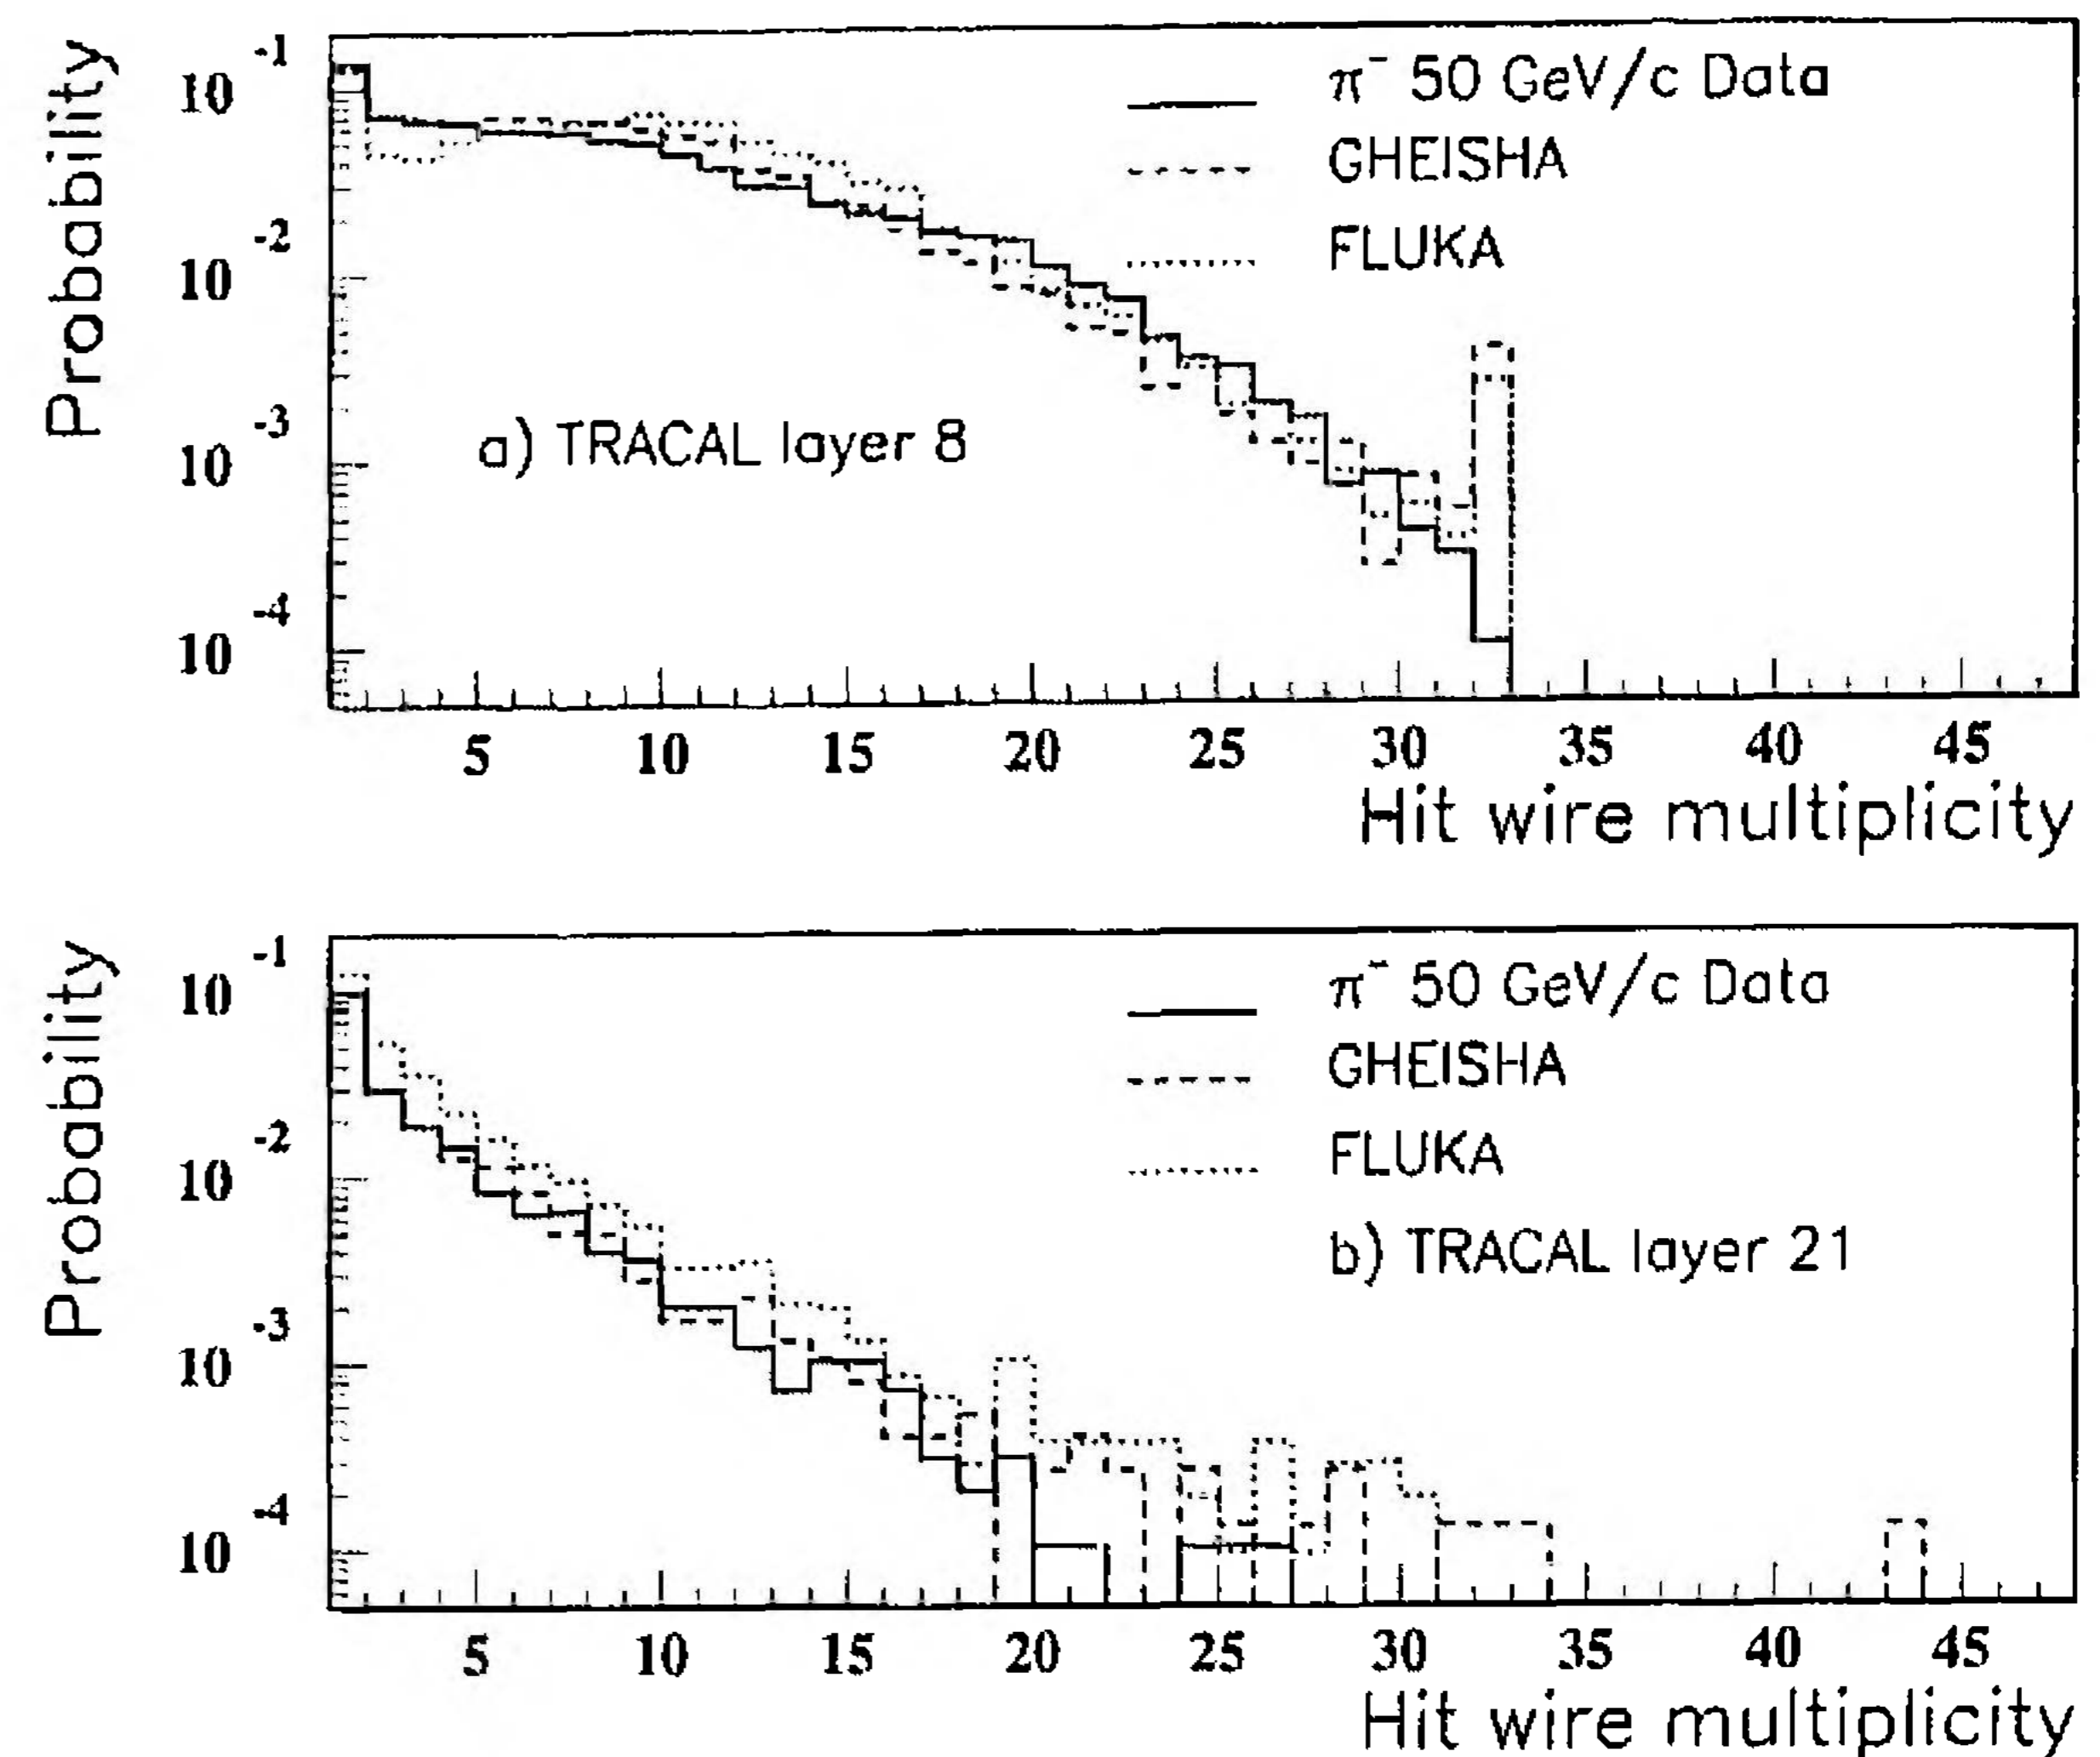 Probability
10 -1
10 -2
10 -3
10 -4
π⁻ 50 GeV/c Data
GHEISHA
FLUKA
a) TRACAL layer 8
5 10 15 20 25 30 35 40 45
Hit wire multiplicity
Probability
10 -1
10 -2
10 -3
10 -4
π⁻ 50 GeV/c Data
GHEISHA
FLUKA
b) TRACAL layer 21
5 10 15 20 25 30 35 40 45
Hit wire multiplicity